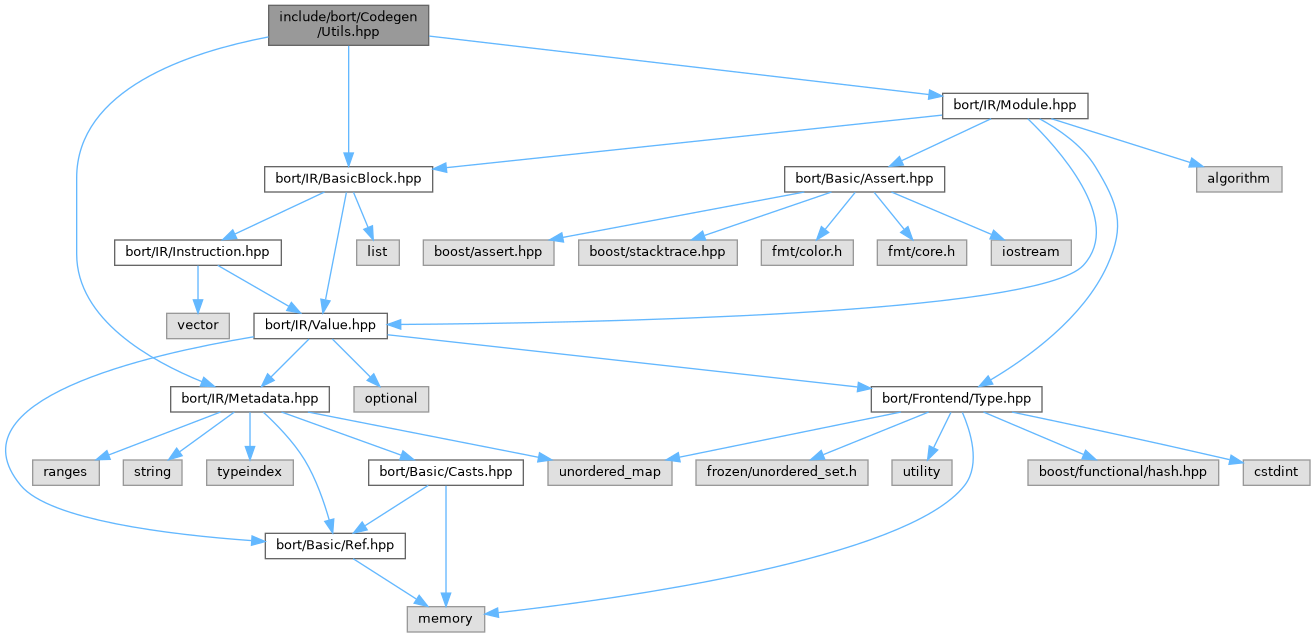 include/bort/Codegen
/Utils.hpp
bort/IR/Module.hpp
bort/IR/BasicBlock.hpp
bort/Basic/Assert.hpp
algorithm
bort/IR/Instruction.hpp
list
boost/assert.hpp
boost/stacktrace.hpp
fmt/color.h
fmt/core.h
iostream
vector
bort/IR/Value.hpp
bort/IR/Metadata.hpp
optional
bort/Frontend/Type.hpp
ranges
string
typeindex
bort/Basic/Casts.hpp
unordered_map
frozen/unordered_set.h
utility
boost/functional/hash.hpp
cstdint
bort/Basic/Ref.hpp
memory